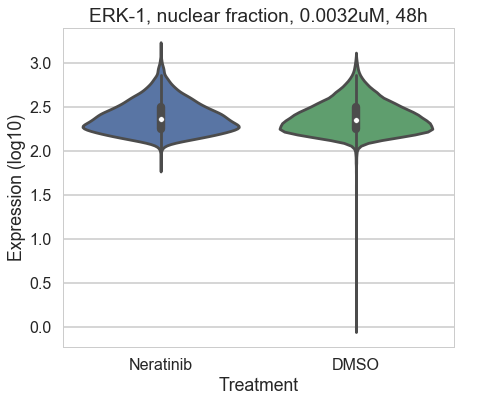 ERK-1, nuclear fraction, 0.0032uM, 48h
Expression (log10)
3.0
2.5
2.0
1.5
1.0
0.5
0.0
Neratinib DMSO
Treatment